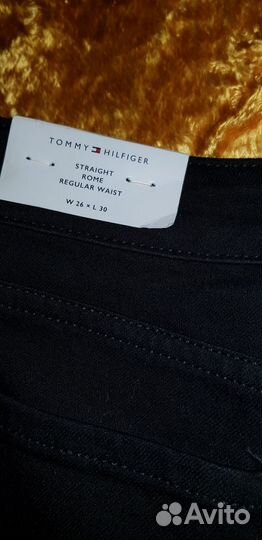 TOMMY HILFIGER
STRAIGHT
ROME
REGULAR WAIST
W 26 × L 30
Avito